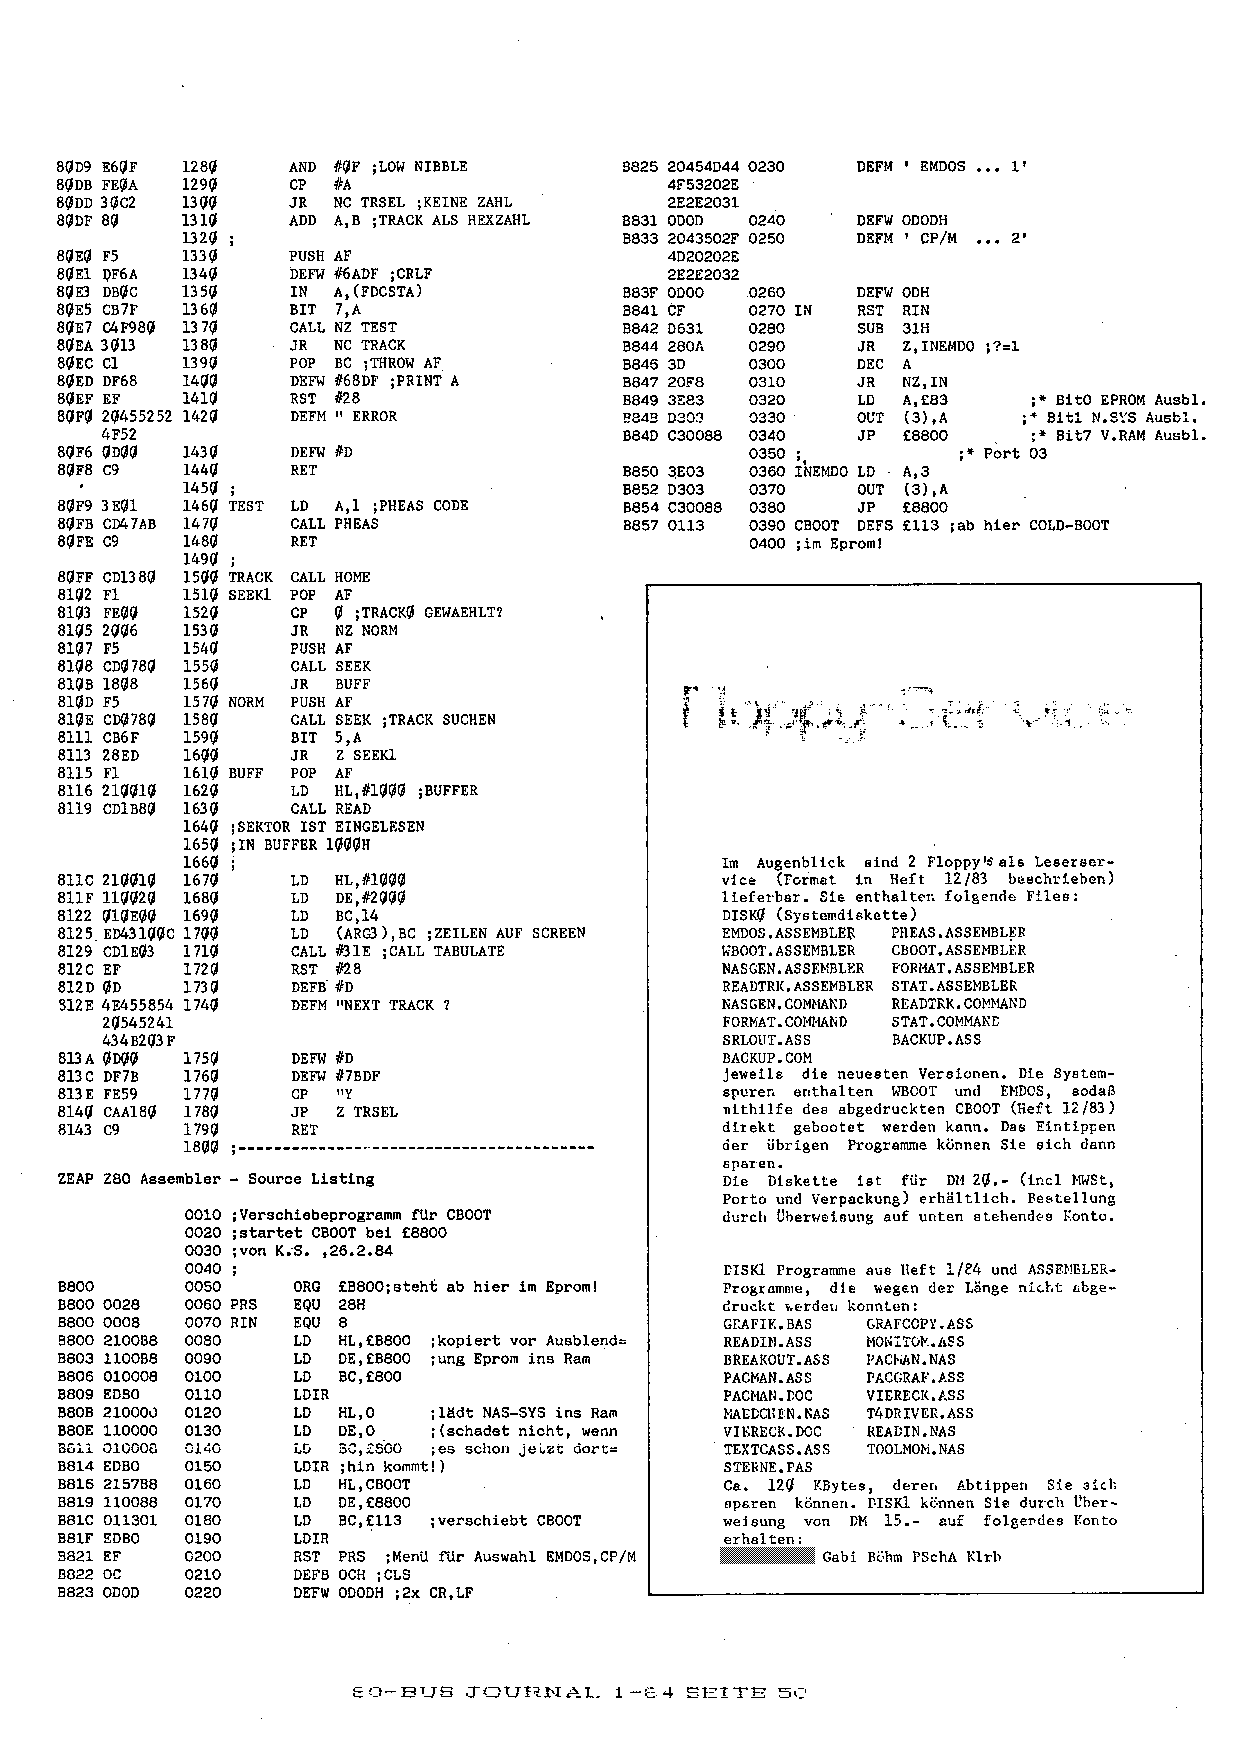 80D9 E60F 1280 AND #0F ;LOW NIBBLE
80DB FE0A 1290 CP #A
80DD 30C2 1300 JR NC TRSEL ;KEINE ZAHL
80DF 80 1310 ADD A,B ;TRACK ALS HEXZAHL
1320 ;
80E0 F5 1330 PUSH AF
80E1 DF6A 1340 DEFW #6ADF ;CRLF
80E3 DB0C 1350 IN A,(FDCSTA)
80E5 CB7F 1360 BIT 7,A
80E7 C4F980 1370 CALL NZ TEST
80EA 3013 1380 JR NC TRACK
80EC C1 1390 POP BC ;THROW AF
80ED DF68 1400 DEFW #68DF ;PRINT A
80EF EF 1410 RST #28
80F0 20455252 1420 DEFM " ERROR
4F52
80F6 0D00 1430 DEFW #D
80F8 C9 1440 RET
1450 ;
80F9 3E01 1460 TEST LD A,1 ;PHEAS CODE
80FB CD47AB 1470 CALL PHEAS
80FE C9 1480 RET
1490 ;
80FF CD1380 1500 TRACK CALL HOME
8102 F1 1510 SEEK1 POP AF
8103 FE00 1520 CP 0 ;TRACK0 GEWAEHLT?
8105 2006 1530 JR NZ NORM
8107 F5 1540 PUSH AF
8108 CD0780 1550 CALL SEEK
810B 1808 1560 JR BUFF
810D F5 1570 NORM PUSH AF
810E CD0780 1580 CALL SEEK ;TRACK SUCHEN
8111 CB6F 1590 BIT 5,A
8113 28ED 1600 JR Z SEEK1
8115 F1 1610 BUFF POP AF
8116 210010 1620 LD HL,#1000 ;BUFFER
8119 CD1B80 1630 CALL READ
1640 ;SEKTOR IST EINGELESEN
1650 ;IN BUFFER 1000H
1660 ;
811C 210010 1670 LD HL,#1000
811F 110020 1680 LD DE,#2000
8122 010E00 1690 LD BC,14
8125 ED43100C 1700 LD (ARG3),BC ;ZEILEN AUF SCREEN
8129 CD1E03 1710 CALL #31E ;CALL TABULATE
812C EF 1720 RST #28
812D 0D 1730 DEFB #D
812E 4E455854 1740 DEFM "NEXT TRACK ?
20545241
434B203F
813A 0D00 1750 DEFW #D
813C DF7B 1760 DEFW #7BDF
813E FE59 1770 CP "Y
8140 CAA180 1780 JP Z TRSEL
8143 C9 1790 RET
1800 ;----------------------------------------
ZEAP Z80 Assembler - Source Listing
0010 ;Verschiebeprogramm für CBOOT
0020 ;startet CBOOT bei £8800
0030 ;von K.S. ,26.2.84
0040 ;
B800 0050 ORG £B800;steht ab hier im Eprom!
B800 0028 0060 PRS EQU 28H
B800 0008 0070 RIN EQU 8
B800 2100B8 0080 LD HL,£B800 ;kopiert vor Ausblend=
B803 1100B8 0090 LD DE,£B800 ;ung Eprom ins Ram
B806 010008 0100 LD BC,£800
B809 EDB0 0110 LDIR
B80B 210000 0120 LD HL,0 ;lädt NAS-SYS ins Ram
B80E 110000 0130 LD DE,0 ;(schadet nicht, wenn
B811 010008 0140 LD BC,£800 ;es schon jetzt dort=
B814 EDB0 0150 LDIR ;hin kommt!)
B816 2157B8 0160 LD HL,CBOOT
B819 110088 0170 LD DE,£8800
B81C 011301 0180 LD BC,£113 ;verschiebt CBOOT
B81F EDB0 0190 LDIR
B821 EF 0200 RST PRS ;Menü für Auswahl EMDOS,CP/M
B822 0C 0210 DEFB 0CH ;CLS
B823 0D0D 0220 DEFW 0D0DH ;2x CR,LF
B825 20454D44 0230 DEFM ' EMDOS ... 1'
4F53202E
2E2E2031
B831 0D0D 0240 DEFW 0D0DH
B833 2043502F 0250 DEFM ' CP/M ... 2'
4D20202E
2E2E2032
B83F 0D00 0260 DEFW 0DH
B841 CF 0270 IN RST RIN
B842 D631 0280 SUB 31H
B844 280A 0290 JR Z,INEMDO ;?=1
B846 3D 0300 DEC A
B847 20F8 0310 JR NZ,IN
B849 3E83 0320 LD A,£83 ;* Bit0 EPROM Ausbl.
B84B D303 0330 OUT (3),A ;* Bit1 N.SYS Ausbl.
B84D C30088 0340 JP £8800 ;* Bit7 V.RAM Ausbl.
0350 ; ;* Port 03
B850 3E03 0360 INEMDO LD A,3
B852 D303 0370 OUT (3),A
B854 C30088 0380 JP £8800
B857 0113 0390 CBOOT DEFS £113 ;ab hier COLD-BOOT
0400 ;im Eprom!
Floppy-Service
Im Augenblick sind 2 Floppy's als Leserser-
vice (Format in Heft 12/83 beschrieben)
lieferbar. Sie enthalten folgende Files:
DISK0 (Systemdiskette)
EMDOS.ASSEMBLER PHEAS.ASSEMBLER
WBOOT.ASSEMBLER CBOOT.ASSEMBLER
NASGEN.ASSEMBLER FORMAT.ASSEMBLER
READTRK.ASSEMBLER STAT.ASSEMBLER
NASGEN.COMMAND READTRK.COMMAND
FORMAT.COMMAND STAT.COMMAND
SRLOUT.ASS BACKUP.ASS
BACKUP.COM
jeweils die neuesten Versionen. Die System-
spuren enthalten WBOOT und EMDOS, sodaß
mithilfe des abgedruckten CBOOT (Heft 12/83)
direkt gebootet werden kann. Das Eintippen
der übrigen Programme können Sie sich dann
sparen.
Die Diskette ist für DM 20.- (incl MWSt,
Porto und Verpackung) erhältlich. Bestellung
durch Überweisung auf unten stehendes Konto.
DISK1 Programme aus Heft 1/84 und ASSEMBLER-
Programme, die wegen der Länge nicht abge-
druckt werden konnten:
GRAFIK.BAS GRAFCOPY.ASS
READIN.ASS MONITOR.ASS
BREAKOUT.ASS PACMAN.NAS
PACMAN.ASS PACGRAF.ASS
PACMAN.DOC VIERECK.ASS
MAEDCHEN.NAS T4DRIVER.ASS
VIERECK.DOC READIN.NAS
TEXTCASS.ASS TOOLMOM.NAS
STERNE.PAS
Ca. 120 KBytes, deren Abtippen Sie sich
sparen können. DISK1 können Sie durch Über-
weisung von DM 15.- auf folgendes Konto
erhalten:
Gabi Böhm PSchA Klrh
80-BUS JOURNAL 1-84 SEITE 50